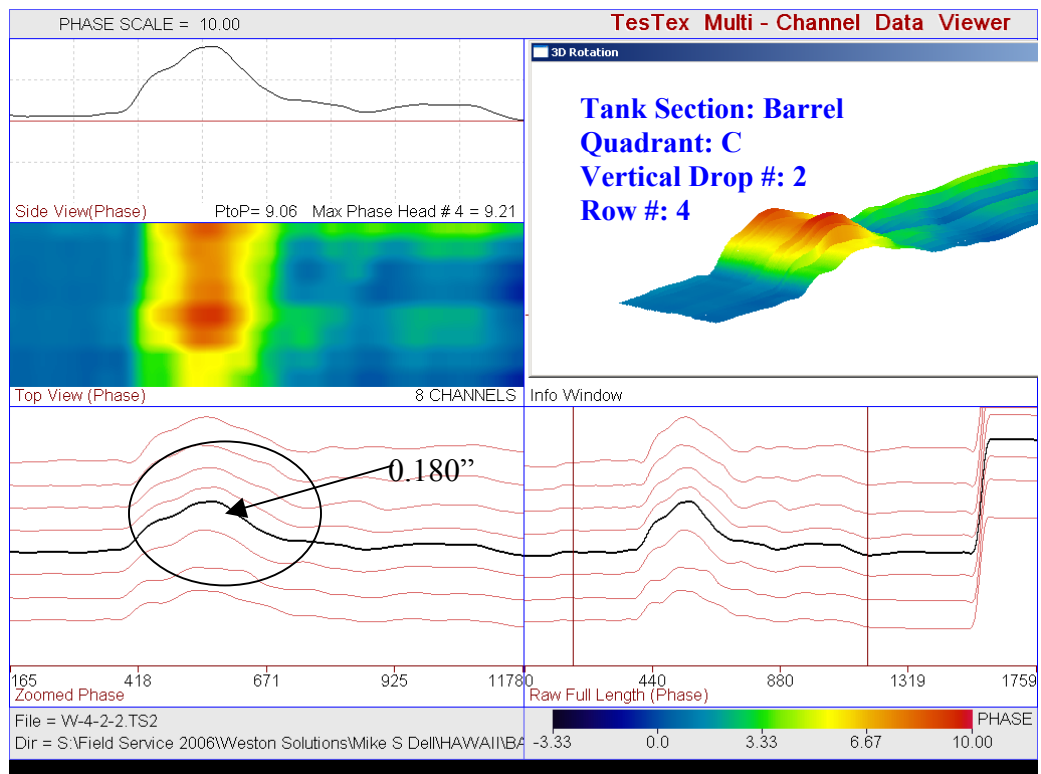 PHASE SCALE = 10.00
TesTex Multi - Channel Data Viewer
3D Rotation
Tank Section: Barrel
Quadrant: C
Vertical Drop #: 2
Row #: 4
Side View(Phase) PtoP= 9.06 Max Phase Head # 4 = 9.21
Top View (Phase) 8 CHANNELS
Info Window
0.180”
165 418 671 925 1178
Zoomed Phase
0 440 880 1319 1759
Raw Full Length (Phase)
File = W-4-2-2.TS2
Dir = S:\Field Service 2006\Weston Solutions\Mike S Dell\HAWAII\BA
PHASE
-3.33 0.0 3.33 6.67 10.00